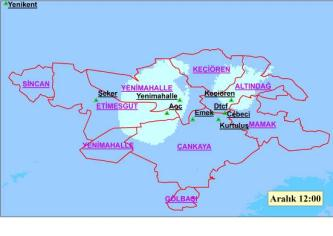 Yenikent
KEÇİÖREN
SİNCAN
Şeker
YENİMAHALLE
Yenimahalle
Keçiören
ALTINDAĞ
ETİMESGUT
Aoç
Dtcf
Emek
Cebeci
Kurtuluş
MAMAK
YENİMAHALLE
ÇANKAYA
GÖLBAŞI
Aralık 12:00